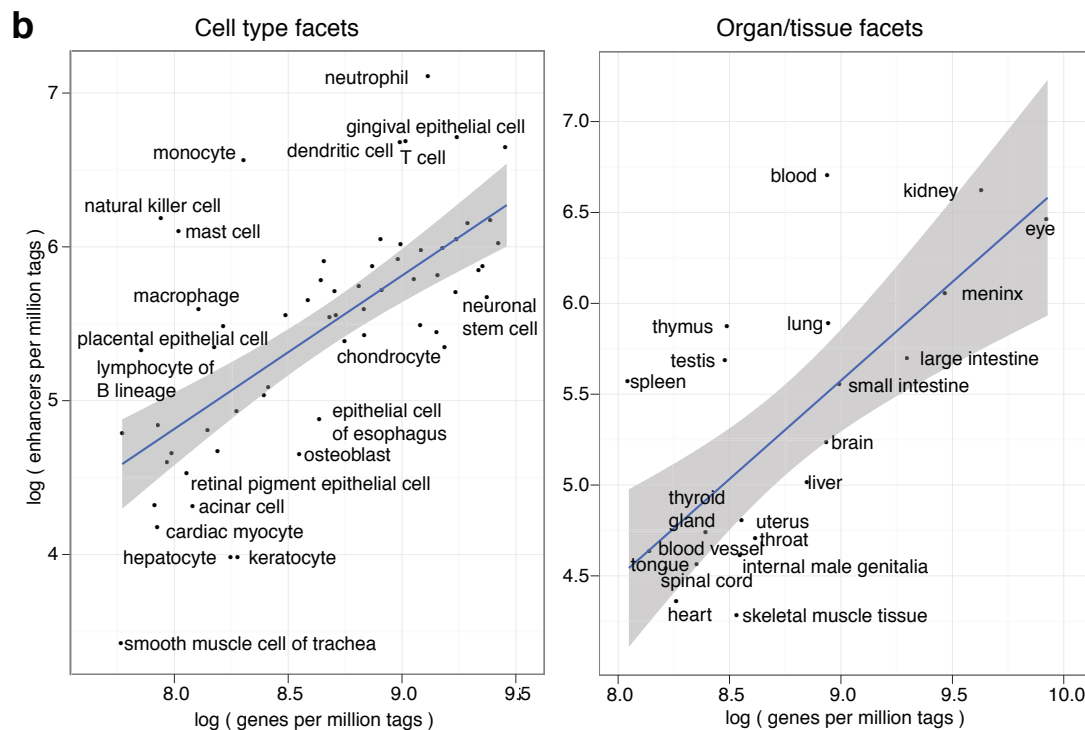 b
Cell type facets
Organ/tissue facets
log ( enhancers per million tags )
7
6
5
4
neutrophil
gingival epithelial cell
dendritic cell
T cell
monocyte
natural killer cell
mast cell
macrophage
neuronal
stem cell
placental epithelial cell
chondrocyte
lymphocyte of
B lineage
epithelial cell
of esophagus
osteoblast
retinal pigment epithelial cell
acinar cell
cardiac myocyte
hepatocyte
keratocyte
smooth muscle cell of trachea
8.0
8.5
9.0
9.5
log ( genes per million tags )
log ( enhancers per million tags )
7.0
6.5
6.0
5.5
5.0
4.5
blood
kidney
eye
meninx
thymus
lung
testis
large intestine
spleen
small intestine
brain
liver
thyroid
gland
uterus
throat
blood vessel
tongue
internal male genitalia
spinal cord
heart
skeletal muscle tissue
8.0
8.5
9.0
9.5
10.0
log ( genes per million tags )